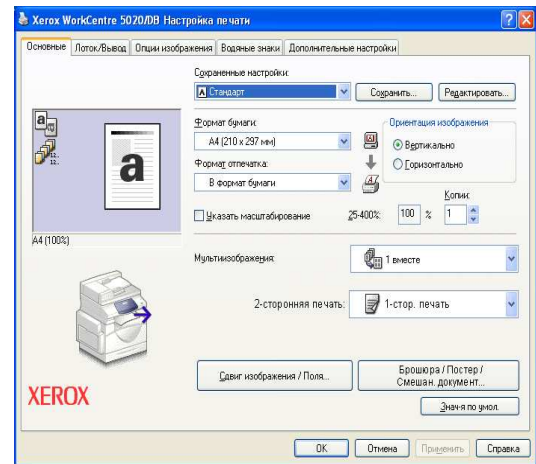 Xerox WorkCentre 5020/DB Настройка печати
Основные Лоток/Вывод Опции изображения Водяные знаки Дополнительные настройки
Сохраненные настройки:
Стандарт Сохранить... Редактировать...
Формат бумаги:
A4 (210 x 297 мм)
Ориентация изображения
Вертикально
Горизонтально
Формат отпечатка:
В формат бумаги
Копии:
Указать масштабирование 25-400%: 100 % 1
A4 (100%)
Мультиизображения: 1 вместе
2-сторонняя печать: 1-стор. печать
Сдвиг изображения / Поля...
Брошюра / Постер /
Смешан. документ...
XEROX
Знач-я по умол.
OK Отмена Применить Справка